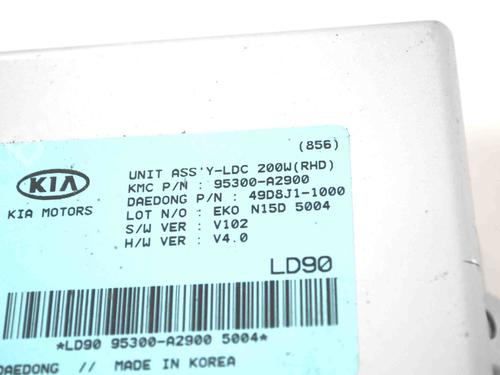 (856)
UNIT ASS'Y-LDC 200W(RHD)
KMC P/N : 95300-A2900
DAEDONG P/N : 49D8J1-1000
LOT N/O : EKO N15D 5004
S/W VER : V102
H/W VER : V4.0
KIA
KIA MOTORS
LD90
*LD90 95300-A2900 5004*
DAEDONG // MADE IN KOREA